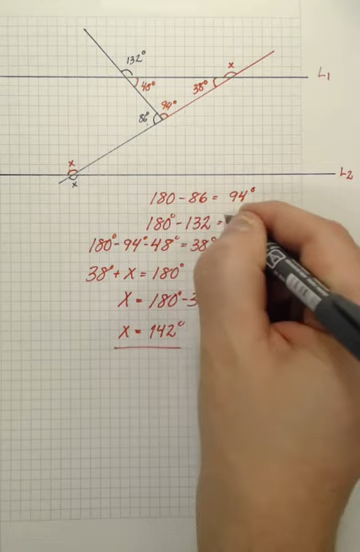 132°
x
48°
38°
L1
94°
86°
x
x
L2
180 - 86 = 94°
180° - 132 =
180° - 94° - 48° = 38°
38° + x = 180°
x = 180° - 3
x = 142°